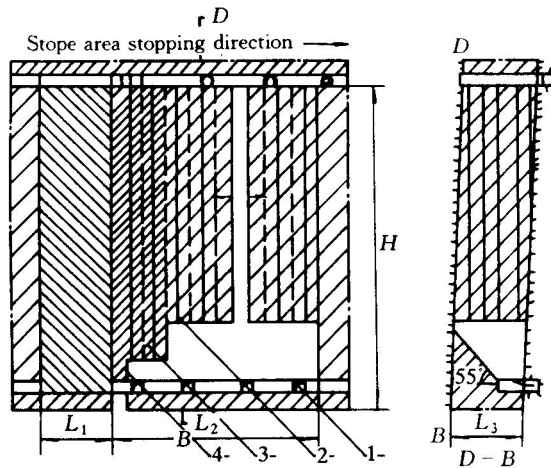 D
Stope area stopping direction
D
H
55°
L1
L2
L3
B
4-
3-
2-
1-
B
D – B